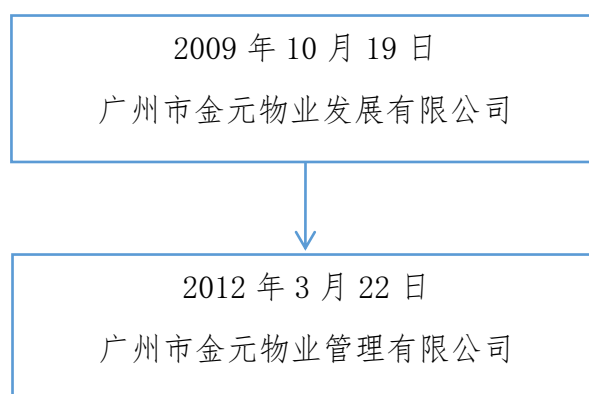 2009 年 10 月 19 日
广州市金元物业发展有限公司
2012 年 3 月 22 日
广州市金元物业管理有限公司